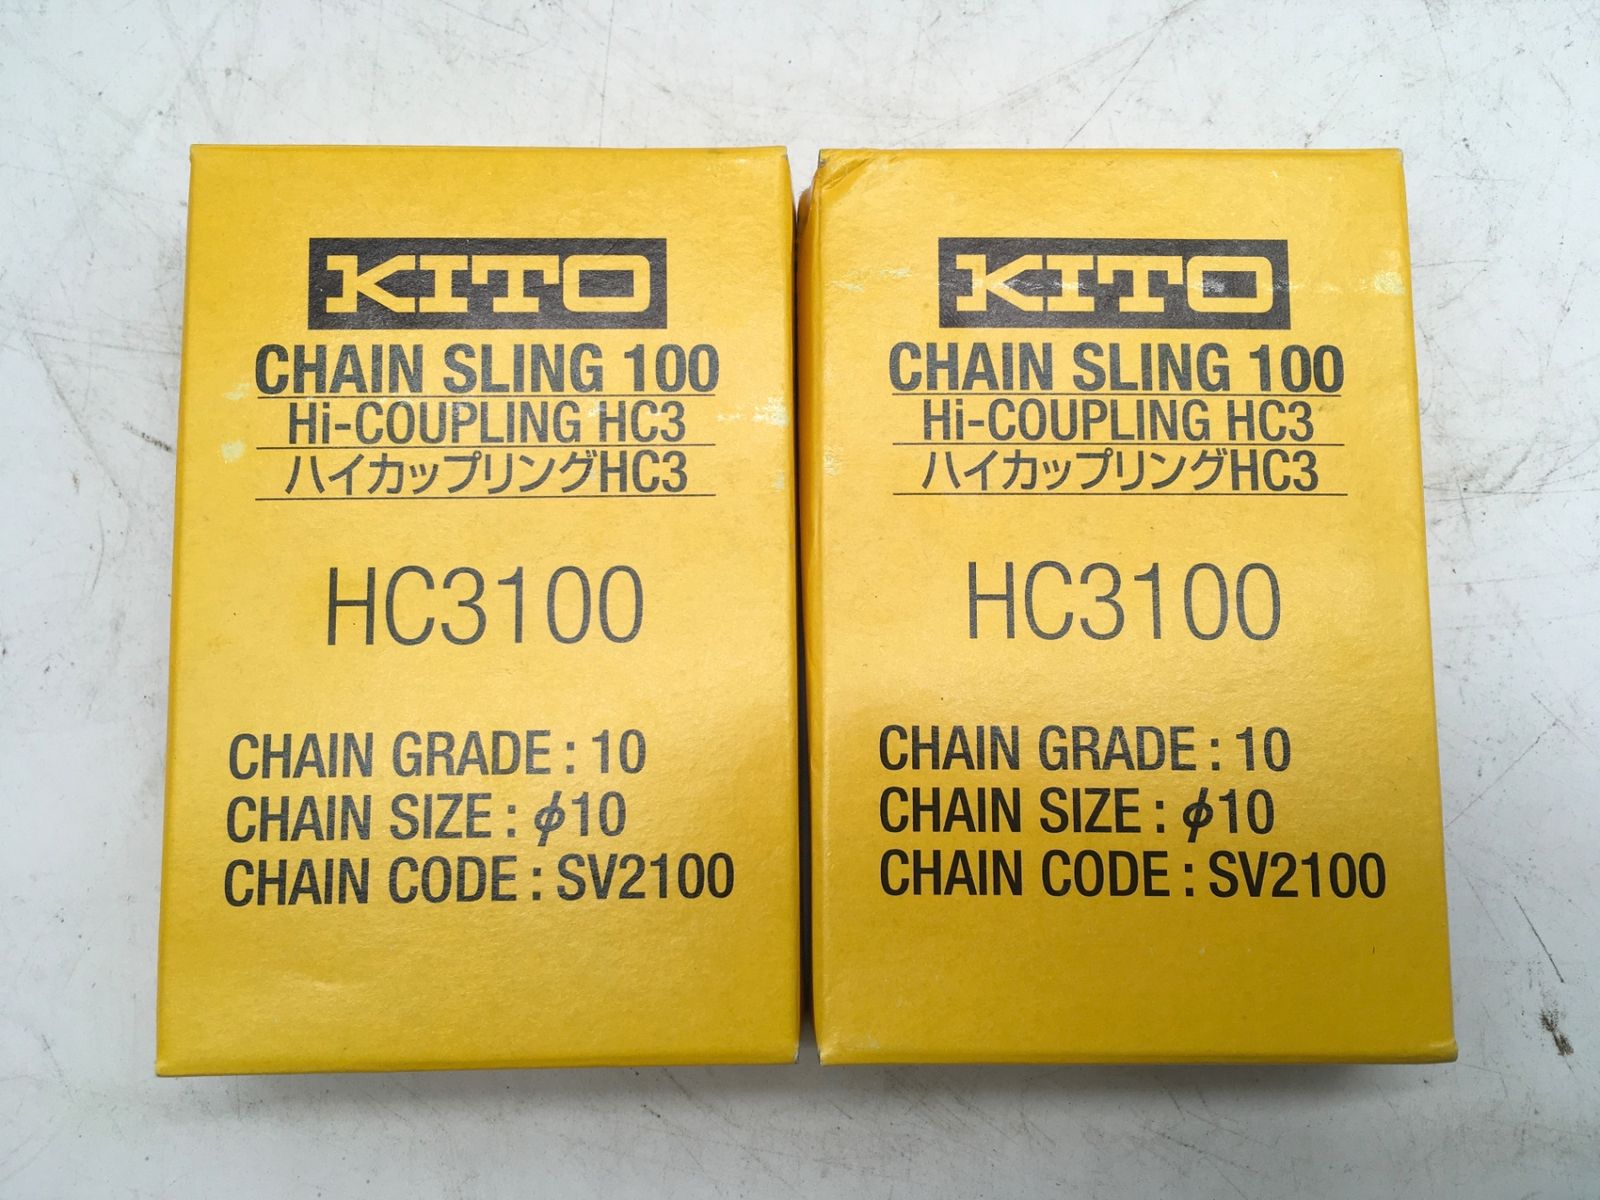 KITO
CHAIN SLING 100
Hi-COUPLING HC3
ハイカップリングHC3
HC3100
CHAIN GRADE : 10
CHAIN SIZE : ϕ10
CHAIN CODE : SV2100
KITO
CHAIN SLING 100
Hi-COUPLING HC3
ハイカップリングHC3
HC3100
CHAIN GRADE : 10
CHAIN SIZE : ϕ10
CHAIN CODE : SV2100